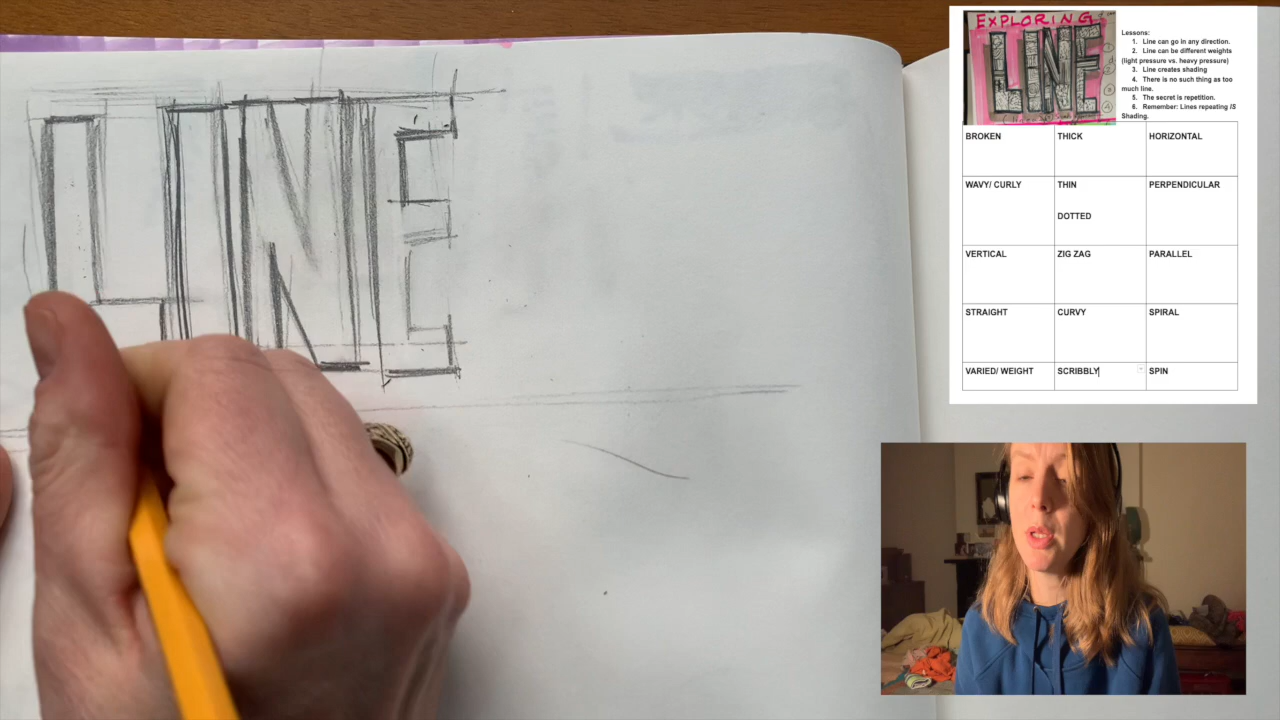 LINE
EXPLORING
LINE
Lessons:
1. Line can go in any direction.
2. Line can be different weights
(light pressure vs. heavy pressure)
3. Line creates shading
4. There is no such thing as too
much line.
5. The secret is repetition.
6. Remember: Lines repeating IS
Shading.
BROKEN THICK HORIZONTAL
WAVY/ CURLY THIN PERPENDICULAR
DOTTED
VERTICAL ZIG ZAG PARALLEL
STRAIGHT CURVY SPIRAL
VARIED/ WEIGHT SCRIBBLY SPIN